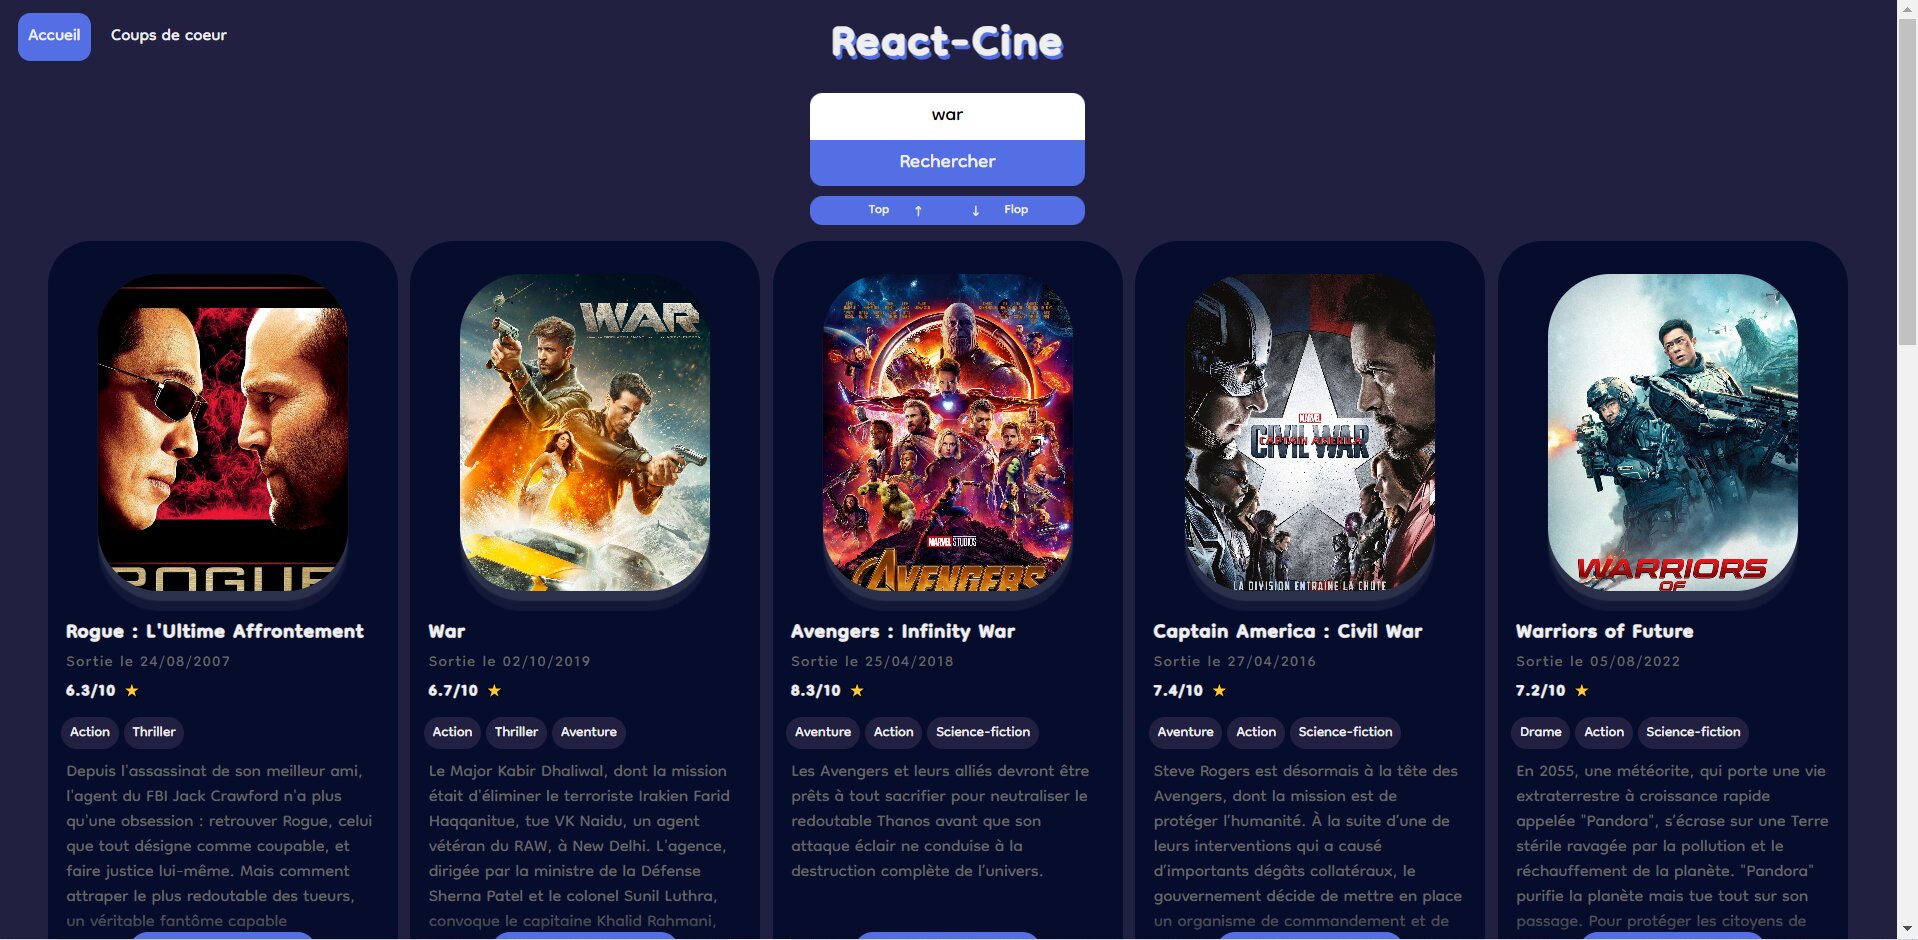 Accueil
Coups de coeur
React-Cine
war
Rechercher
Top ↑ ↓ Flop
ROGUE
Rogue : L'Ultime Affrontement
Sortie le 24/08/2007
6.3/10 ★
Action Thriller
Depuis l'assassinat de son meilleur ami,
l'agent du FBI Jack Crawford n'a plus
qu'une obsession : retrouver Rogue, celui
que tout désigne comme coupable, et
faire justice lui-même. Mais comment
attraper le plus redoutable des tueurs,
un véritable fantôme capable
WAR
War
Sortie le 02/10/2019
6.7/10 ★
Action Thriller Aventure
Le Major Kabir Dhaliwal, dont la mission
était d'éliminer le terroriste Irakien Farid
Haqqanitue, tue VK Naidu, un agent
vétéran du RAW, à New Delhi. L'agence,
dirigée par la ministre de la Défense
Sherna Patel et le colonel Sunil Luthra,
convoque le capitaine Khalid Rahmani,
MARVEL STUDIOS
AVENGERS
Avengers : Infinity War
Sortie le 25/04/2018
8.3/10 ★
Aventure Action Science-fiction
Les Avengers et leurs alliés devront être
prêts à tout sacrifier pour neutraliser le
redoutable Thanos avant que son
attaque éclair ne conduise à la
destruction complète de l’univers.
MARVEL
CAPTAIN AMERICA
CIVIL WAR
LA DIVISION ENTRAINE LA CHUTE
Captain America : Civil War
Sortie le 27/04/2016
7.4/10 ★
Aventure Action Science-fiction
Steve Rogers est désormais à la tête des
Avengers, dont la mission est de
protéger l’humanité. À la suite d’une de
leurs interventions qui a causé
d’importants dégâts collatéraux, le
gouvernement décide de mettre en place
un organisme de commandement et de
WARRIORS
OF
Warriors of Future
Sortie le 05/08/2022
7.2/10 ★
Drame Action Science-fiction
En 2055, une météorite, qui porte une vie
extraterrestre à croissance rapide
appelée "Pandora", s’écrase sur une Terre
stérile ravagée par la pollution et le
réchauffement de la planète. "Pandora"
purifie la planète mais tue tout sur son
passage. Pour protéger les citoyens de